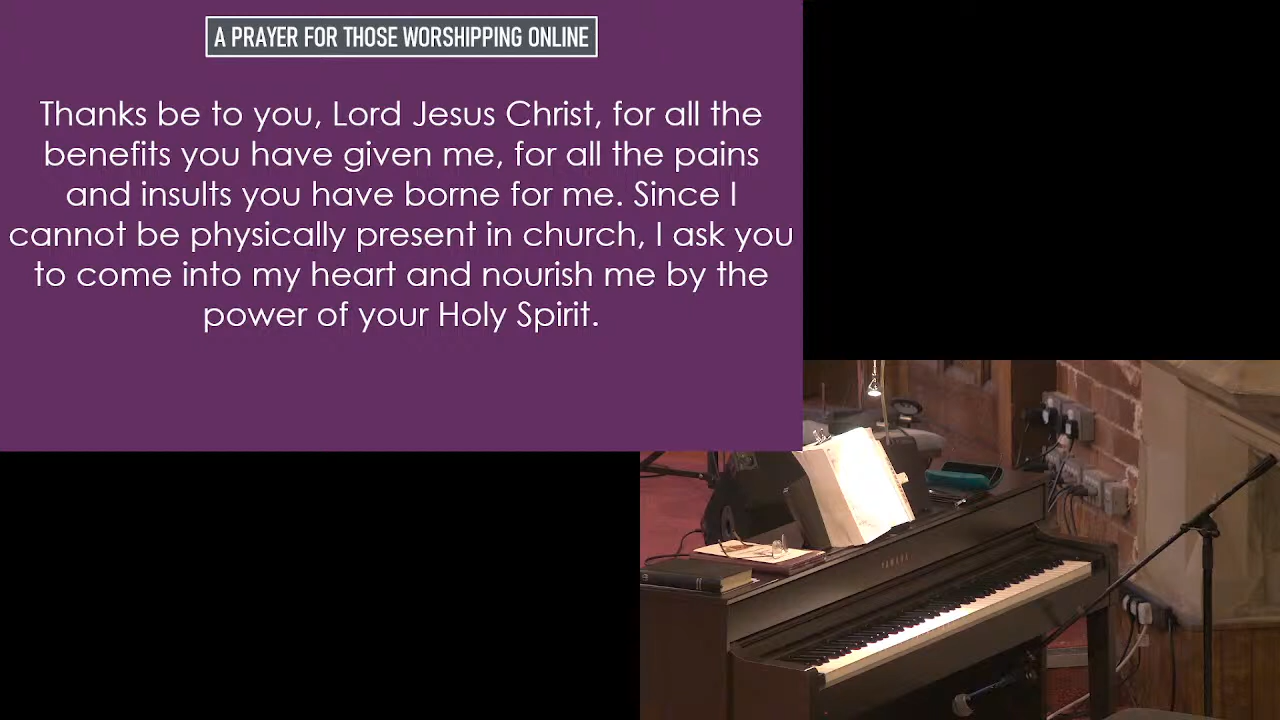 A PRAYER FOR THOSE WORSHIPPING ONLINE
Thanks be to you, Lord Jesus Christ, for all the
benefits you have given me, for all the pains
and insults you have borne for me. Since I
cannot be physically present in church, I ask you
to come into my heart and nourish me by the
power of your Holy Spirit.
YAMAHA